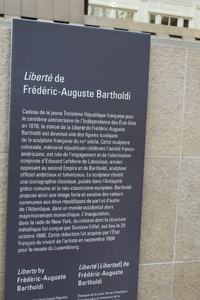 Liberté de
Frédéric-Auguste Bartholdi
Cadeau de la jeune Troisième République française pour
le centième anniversaire de l'Indépendance des États-Unis
en 1876, la statue de la Liberté de Frédéric-Auguste
Bartholdi est devenue une des figures iconiques
de la sculpture française du XIXe siècle. Cette sculpture
colossale, mémorial républicain célébrant l'amitié franco-
américaine, est née de l'engagement et de l'obstination
conjointe d'Édouard Lefebvre de Laboulaye, ancien
opposant au second Empire et de Bartholdi, sculpteur
officiel ambitieux et talentueux. Le sculpteur choisit
une iconographie classique, puisée dans l'Antiquité
gréco-romaine et le néo-classicisme européen. Bartholdi
propose ainsi une image forte et sereine des valeurs
communes aux deux républiques de part et d'autre
de l'Atlantique, dans un monde occidental alors
majoritairement monarchique. L'inauguration,
dans la rade de New York, du colosse dont la structure
métallique fut conçue par Gustave Eiffel, eut lieu le 28
octobre 1886. Cette réduction fut acquise par l'État
français du vivant de l'artiste en septembre 1900
pour le musée du Luxembourg.
Liberty by
Frédéric-Auguste
Bartholdi
Liberté (Libertad) de
Frédéric-Auguste
Bartholdi